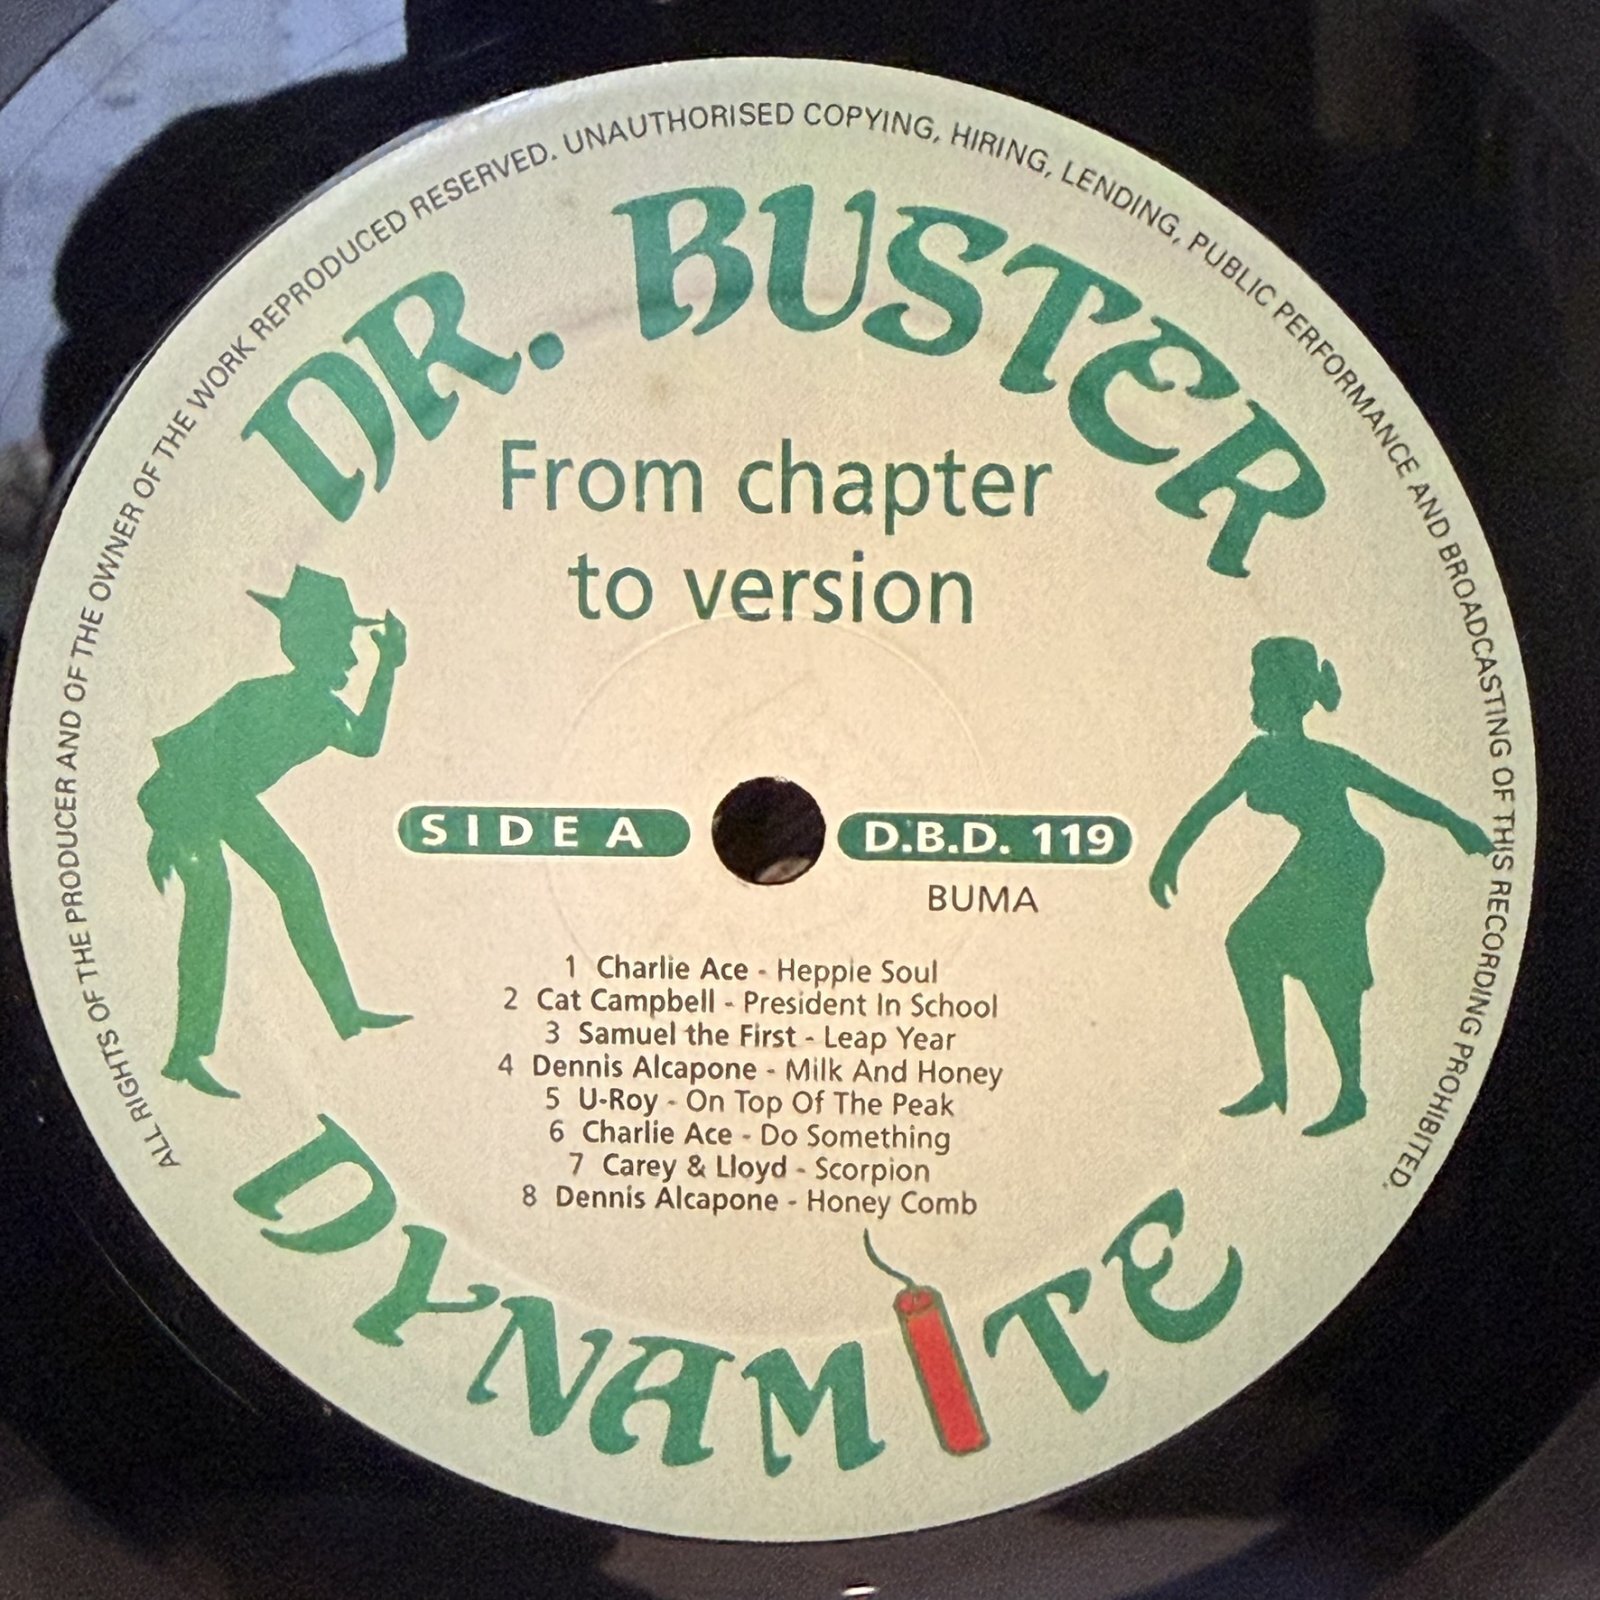 ALL RIGHTS OF THE PRODUCER AND OF THE OWNER OF THE WORK REPRODUCED RESERVED. UNAUTHORISED COPYING, HIRING, LENDING, PUBLIC PERFORMANCE AND BROADCASTING OF THIS RECORDING PROHIBITED.
DR. BUSTER
From chapter
to version
SIDE A
D.B.D. 119
BUMA
1 Charlie Ace - Heppie Soul
2 Cat Campbell - President In School
3 Samuel the First - Leap Year
4 Dennis Alcapone - Milk And Honey
5 U-Roy - On Top Of The Peak
6 Charlie Ace - Do Something
7 Carey & Lloyd - Scorpion
8 Dennis Alcapone - Honey Comb
DYNAMITE